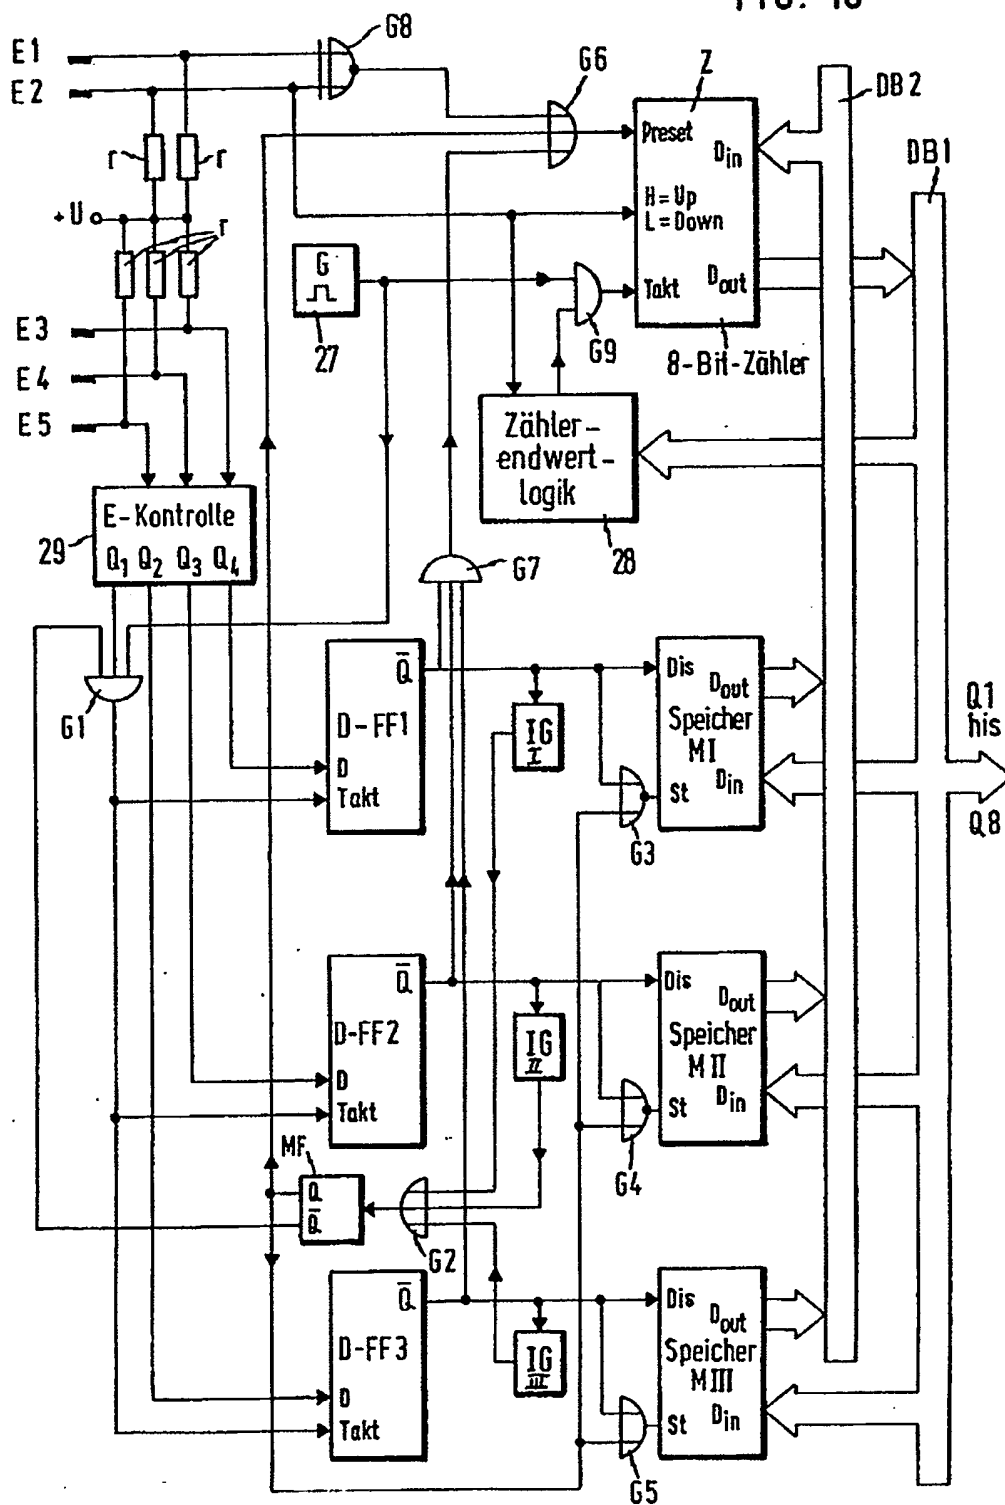 G8
E1
E2
G6
Z
DB2
Preset
Din
DB1
r
r
H=Up
L=Down
+U
r
G
Takt
Dout
27
G9
8-Bit-Zähler
E3
E4
E5
Zähler-
endwert-
logik
E-Kontrolle
29
Q1 Q2 Q3 Q4
28
G7
Q̅
D-FF1
D
Takt
G1
IG
I
Dis
Dout
Speicher
MI
Din
St
G3
Q1
his
Q8
Q̅
D-FF2
D
Takt
IG
II
Dis
Dout
Speicher
MII
Din
St
G4
MF
Q
Q̅
G2
Q̅
D-FF3
D
Takt
IG
III
Dis
Dout
Speicher
MIII
Din
St
G5